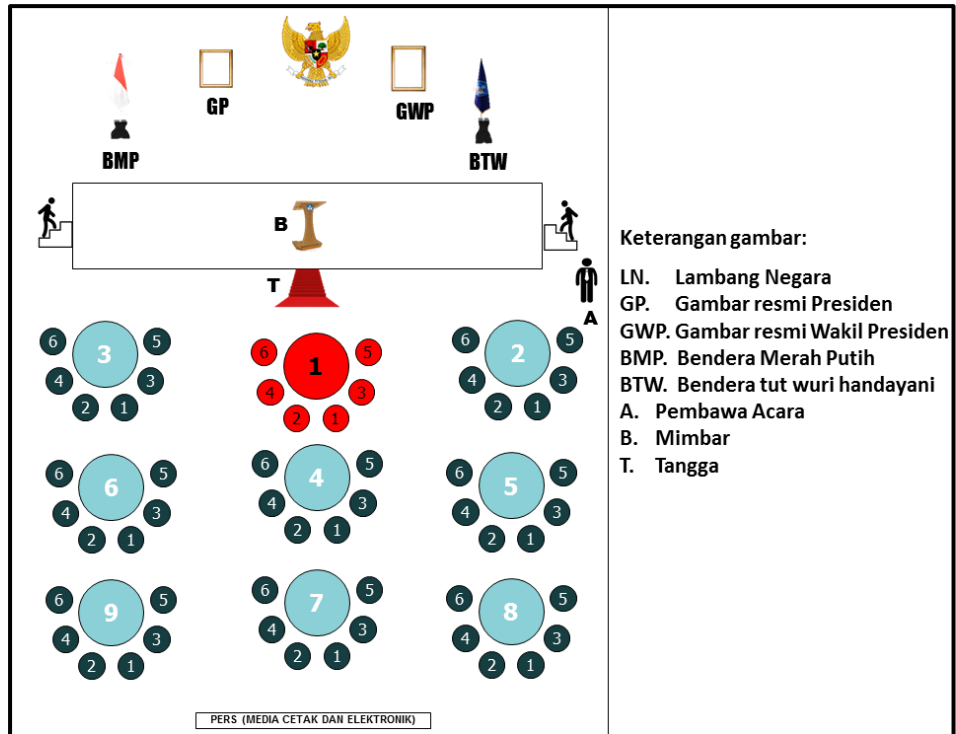 GP
GWP
BMP
BTW
B
T
A
6 3 5
4 3
2 1
6 1 5
4 3
2 1
6 2 5
4 3
2 1
6 6 5
4 3
2 1
6 4 5
4 3
2 1
6 5 5
4 3
2 1
6 9 5
4 3
2 1
6 7 5
4 3
2 1
6 8 5
4 3
2 1
PERS (MEDIA CETAK DAN ELEKTRONIK)
Keterangan gambar:
LN. Lambang Negara
GP. Gambar resmi Presiden
GWP. Gambar resmi Wakil Presiden
BMP. Bendera Merah Putih
BTW. Bendera tut wuri handayani
A. Pembawa Acara
B. Mimbar
T. Tangga